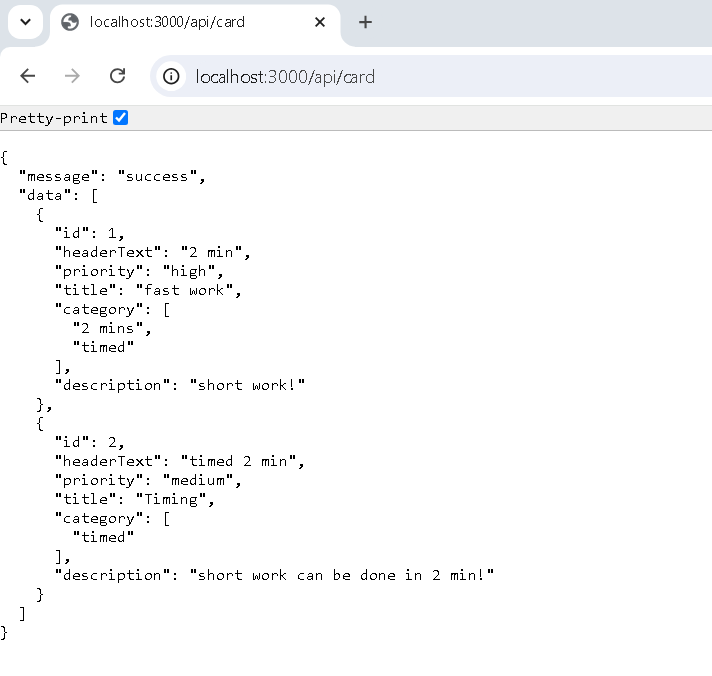 localhost:3000/api/card
localhost:3000/api/card
Pretty-print
{
  "message": "success",
  "data": [
    {
      "id": 1,
      "headerText": "2 min",
      "priority": "high",
      "title": "fast work",
      "category": [
        "2 mins",
        "timed"
      ],
      "description": "short work!"
    },
    {
      "id": 2,
      "headerText": "timed 2 min",
      "priority": "medium",
      "title": "Timing",
      "category": [
        "timed"
      ],
      "description": "short work can be done in 2 min!"
    }
  ]
}